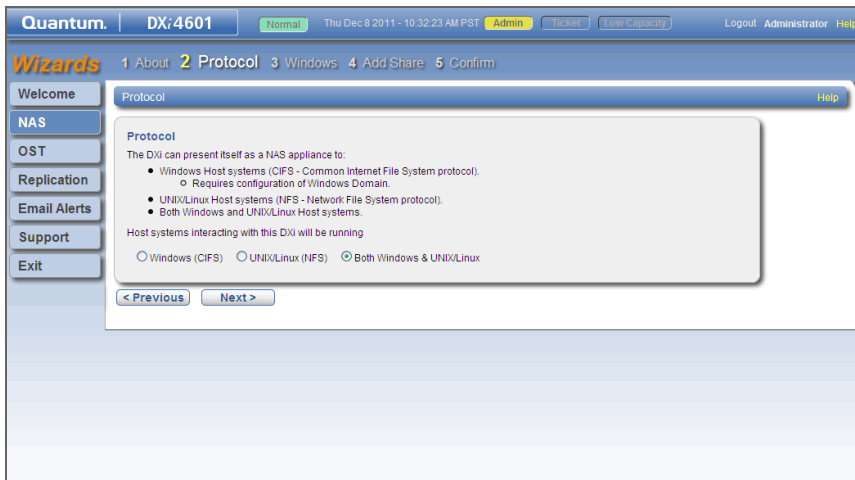 Quantum. DXi4601 Normal Thu Dec 8 2011 - 10:32:23 AM PST Admin Ticket Low Capacity Logout Administrator Help
Wizards 1 About 2 Protocol 3 Windows 4 Add Share 5 Confirm
Welcome
NAS
OST
Replication
Email Alerts
Support
Exit
Protocol Help
Protocol
The DXi can present itself as a NAS appliance to:
Windows Host systems (CIFS - Common Internet File System protocol).
Requires configuration of Windows Domain.
UNIX/Linux Host systems (NFS - Network File System protocol).
Both Windows and UNIX/Linux Host systems.
Host systems interacting with this DXi will be running
Windows (CIFS) UNIX/Linux (NFS) Both Windows & UNIX/Linux
< Previous Next >